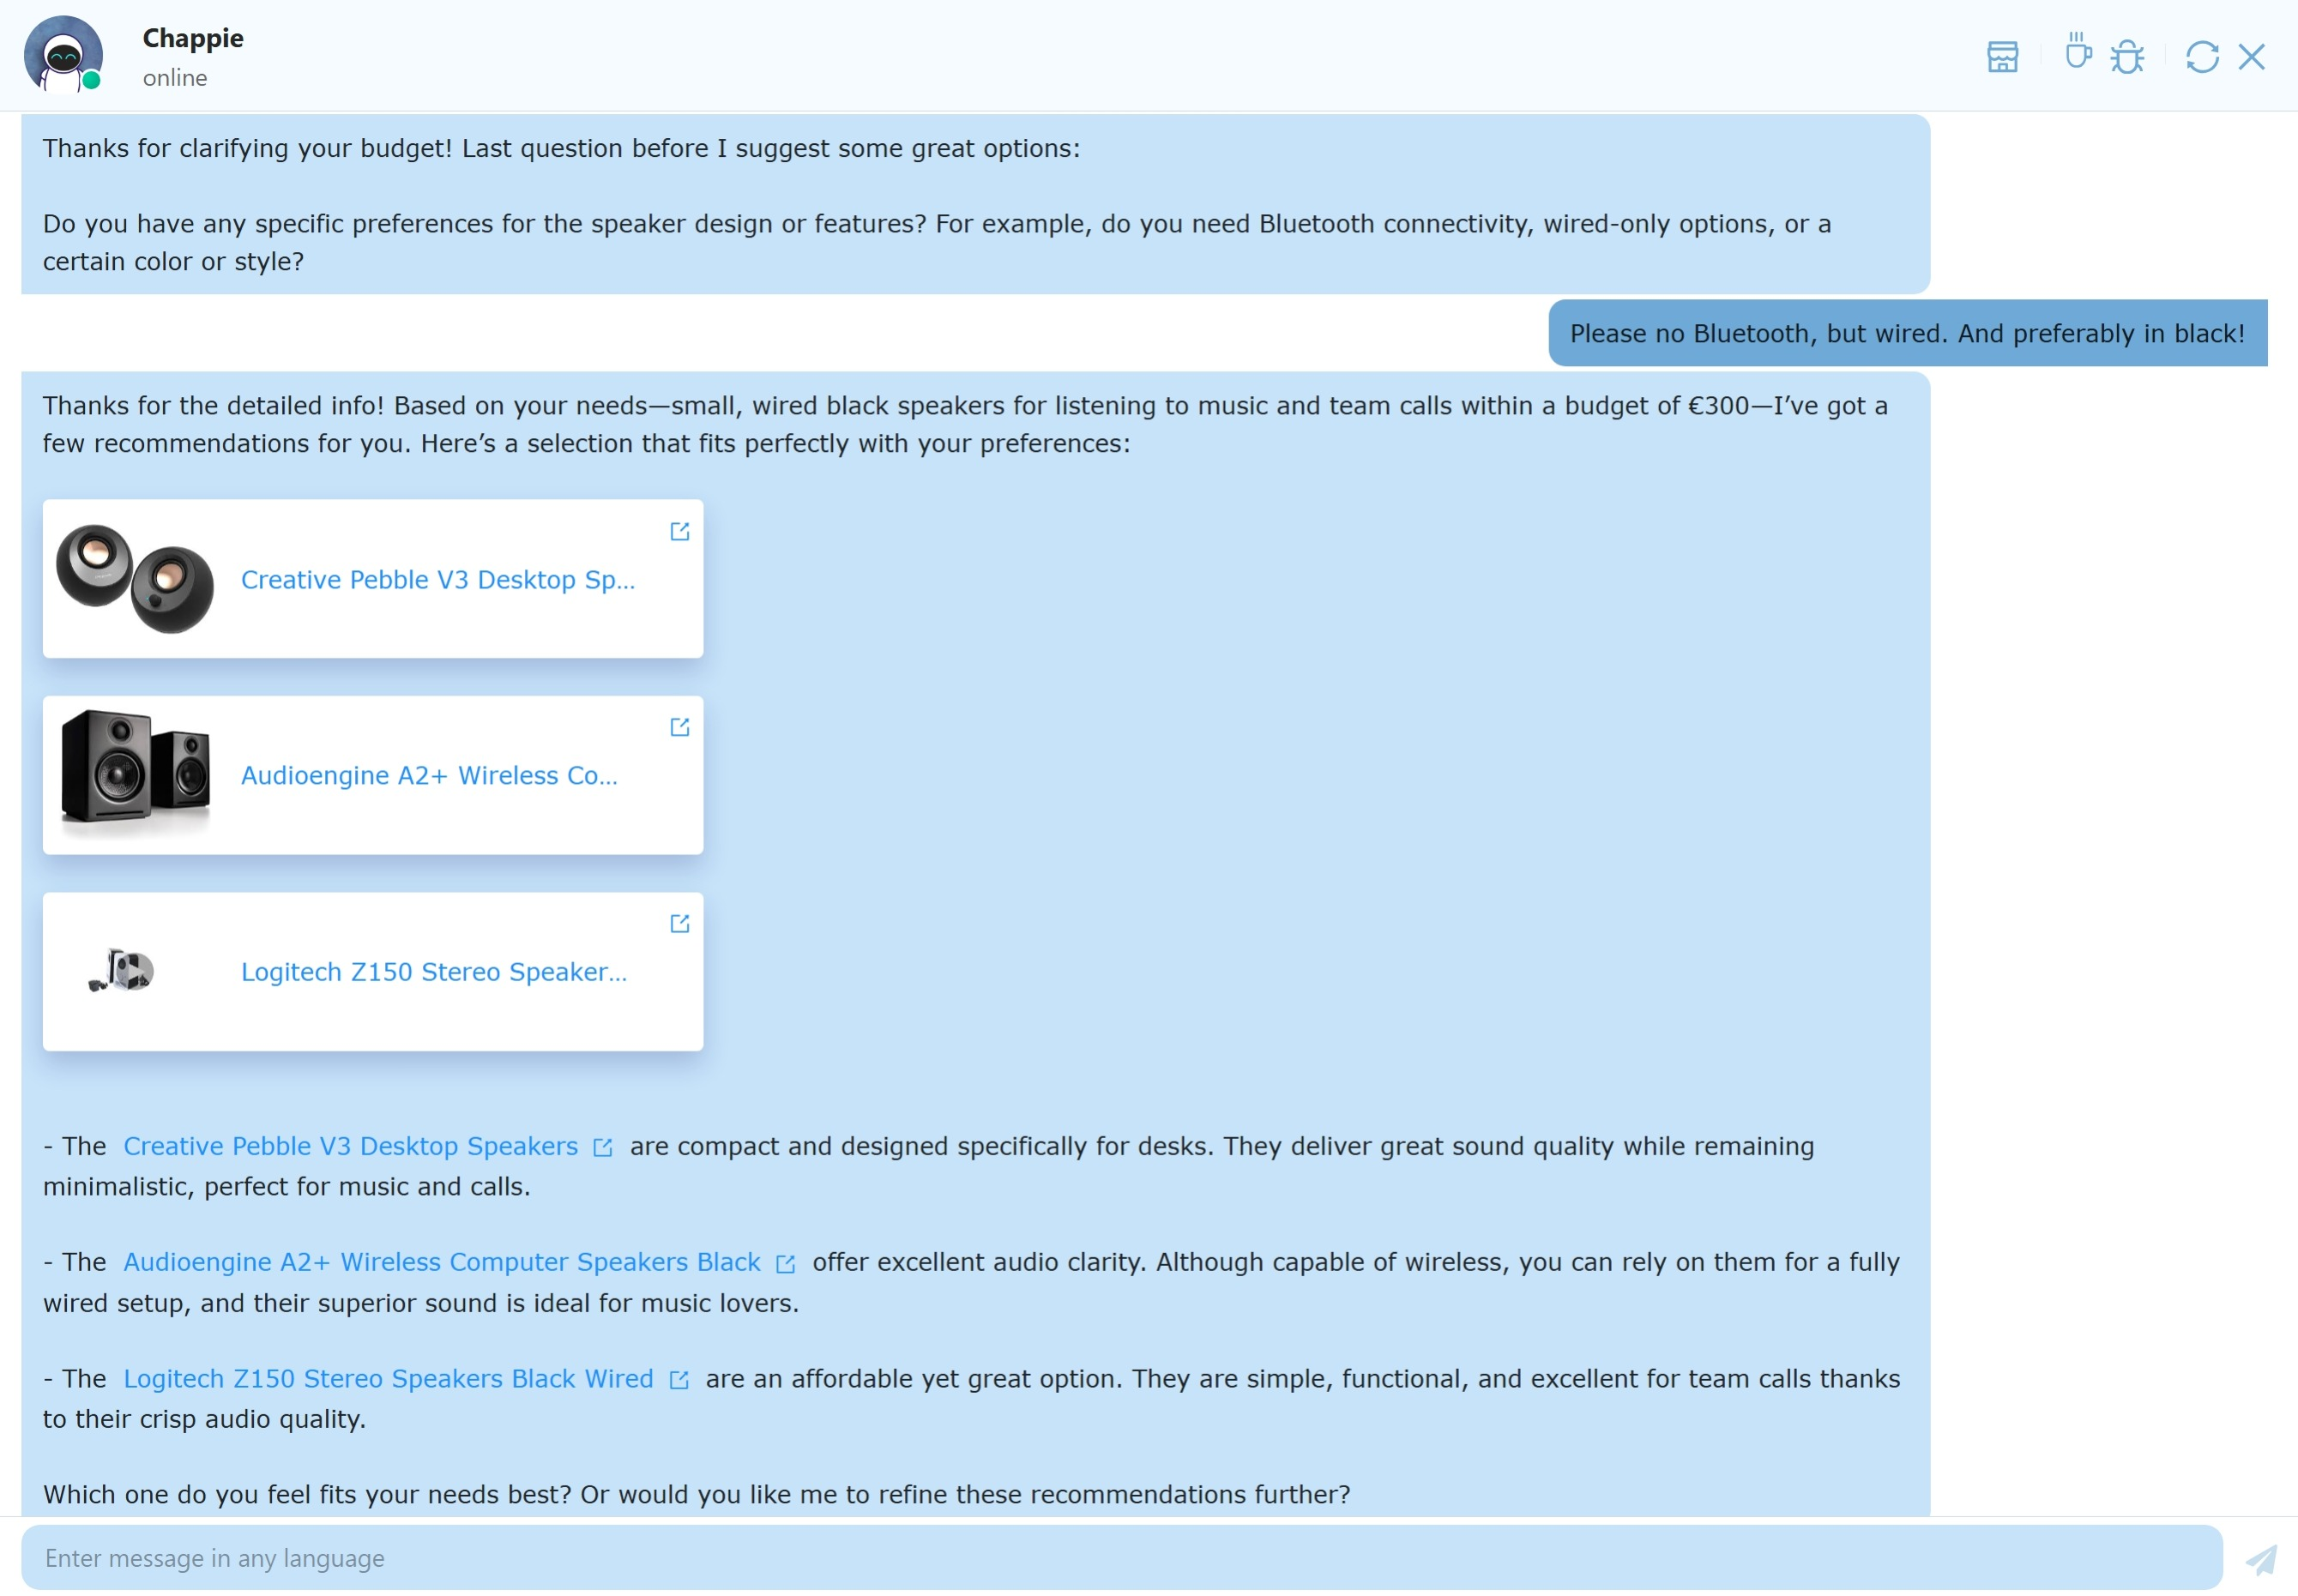 Chappie
online
Thanks for clarifying your budget! Last question before I suggest some great options:
Do you have any specific preferences for the speaker design or features? For example, do you need Bluetooth connectivity, wired-only options, or a
certain color or style?
Please no Bluetooth, but wired. And preferably in black!
Thanks for the detailed info! Based on your needs—small, wired black speakers for listening to music and team calls within a budget of €300—I’ve got a
few recommendations for you. Here’s a selection that fits perfectly with your preferences:
Creative Pebble V3 Desktop Sp...
Audioengine A2+ Wireless Co...
Logitech Z150 Stereo Speaker...
- The Creative Pebble V3 Desktop Speakers are compact and designed specifically for desks. They deliver great sound quality while remaining
minimalistic, perfect for music and calls.
- The Audioengine A2+ Wireless Computer Speakers Black offer excellent audio clarity. Although capable of wireless, you can rely on them for a fully
wired setup, and their superior sound is ideal for music lovers.
- The Logitech Z150 Stereo Speakers Black Wired are an affordable yet great option. They are simple, functional, and excellent for team calls thanks
to their crisp audio quality.
Which one do you feel fits your needs best? Or would you like me to refine these recommendations further?
Enter message in any language